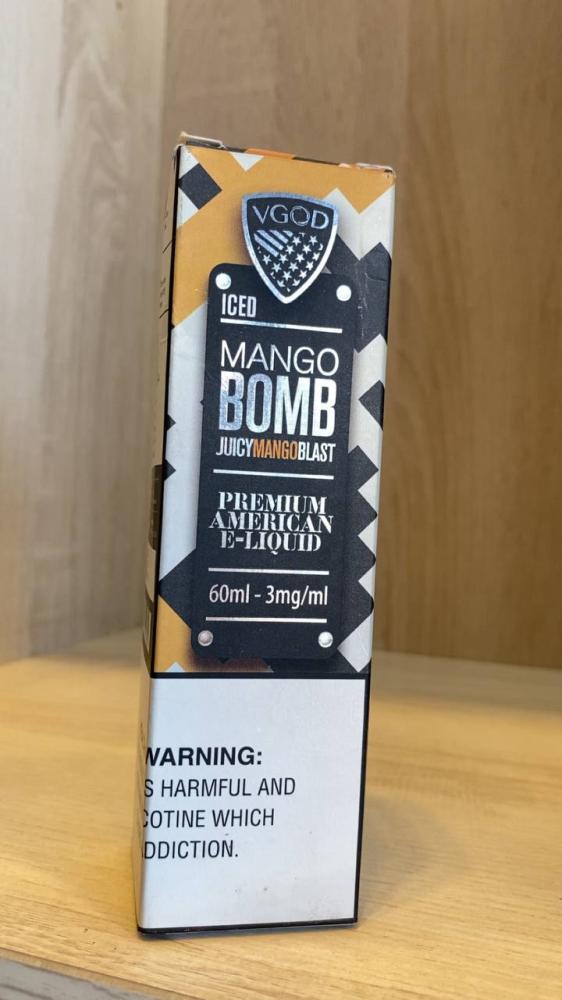 VGOD
ICED
MANGO
BOMB
JUICYMANGOBLAST
PREMIUM
AMERICAN
E-LIQUID
60ml - 3mg/ml
WARNING:
S HARMFUL AND
COTINE WHICH
DDICTION.